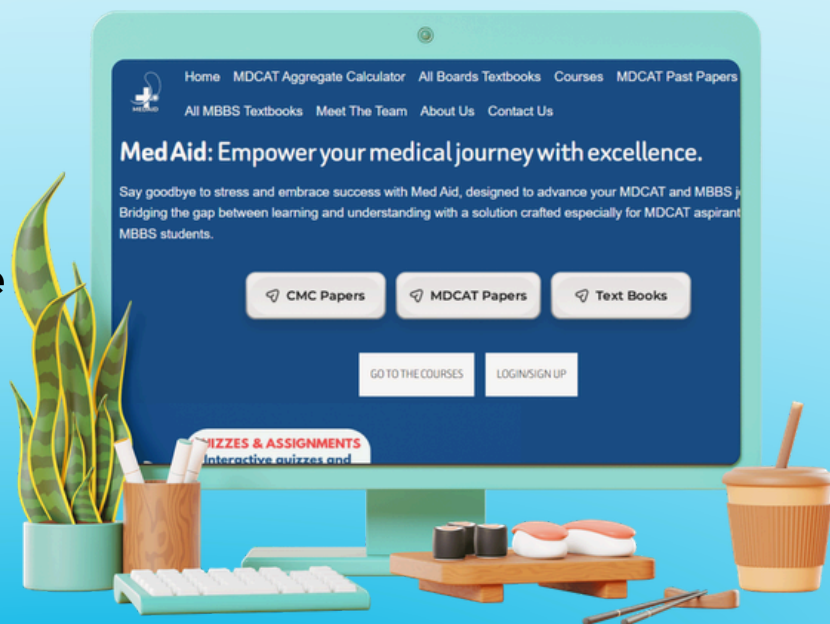 Home MDCAT Aggregate Calculator All Boards Textbooks Courses MDCAT Past Papers
MEDAID
All MBBS Textbooks Meet The Team About Us Contact Us
Med Aid: Empower your medical journey with excellence.
Say goodbye to stress and embrace success with Med Aid, designed to advance your MDCAT and MBBS
Bridging the gap between learning and understanding with a solution crafted especially for MDCAT aspirant
MBBS students.
CMC Papers MDCAT Papers Text Books
GO TO THE COURSES LOGIN/SIGN UP
& ASSIGNMENTS
Interactive quizzes and